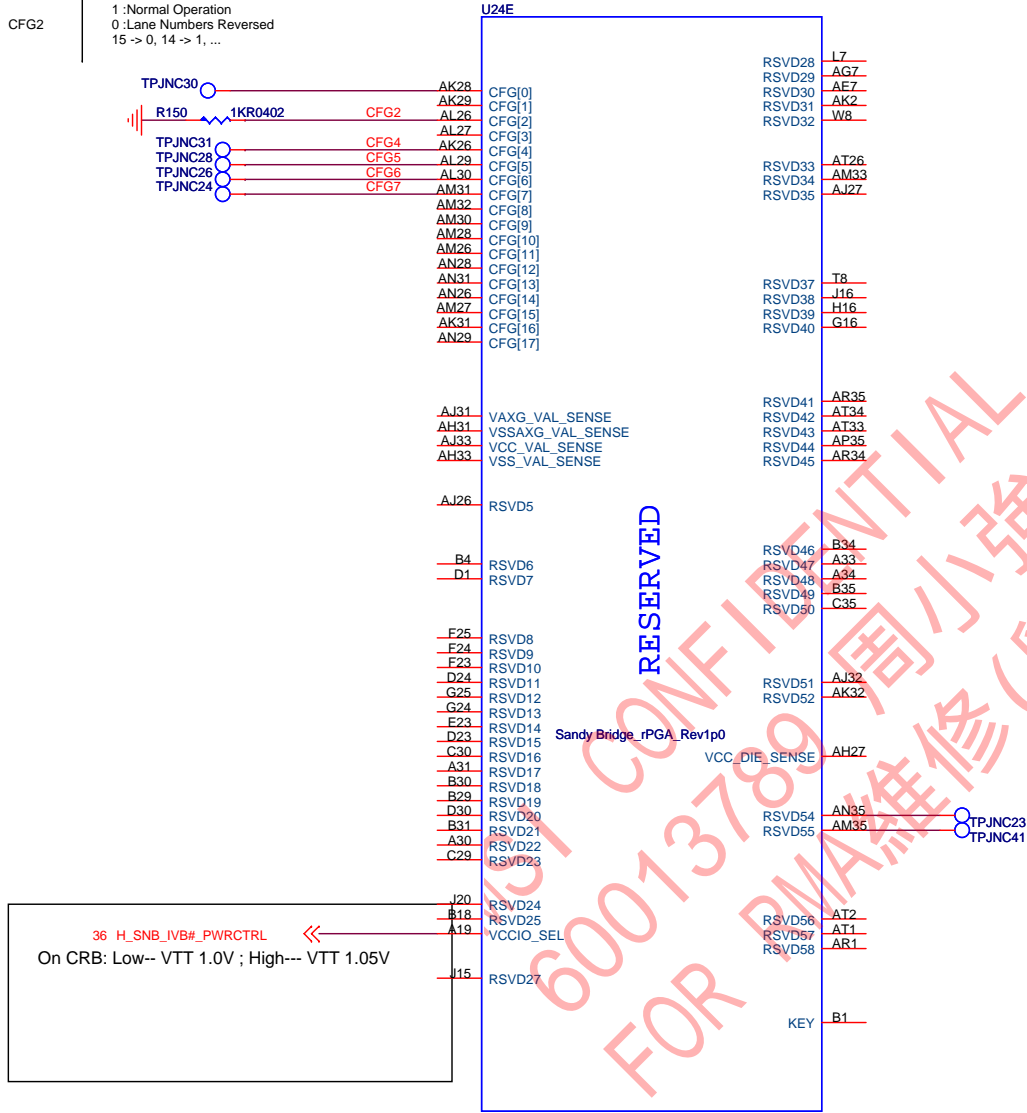 CFG2
1 :Normal Operation
0 :Lane Numbers Reversed
15 -> 0, 14 -> 1, ...
U24E
TPJNC30
R150 1KR0402 CFG2
TPJNC31 CFG4
TPJNC28 CFG5
TPJNC26 CFG6
TPJNC24 CFG7
AK28 CFG[0]
AK29 CFG[1]
AL26 CFG[2]
AL27 CFG[3]
AK26 CFG[4]
AL29 CFG[5]
AL30 CFG[6]
AM31 CFG[7]
AM32 CFG[8]
AM30 CFG[9]
AM28 CFG[10]
AM26 CFG[11]
AN28 CFG[12]
AN31 CFG[13]
AN26 CFG[14]
AM27 CFG[15]
AK31 CFG[16]
AN29 CFG[17]
AJ31 VAXG_VAL_SENSE
AH31 VSSAXG_VAL_SENSE
AJ33 VCC_VAL_SENSE
AH33 VSS_VAL_SENSE
AJ26 RSVD5
B4 RSVD6
D1 RSVD7
F25 RSVD8
F24 RSVD9
F23 RSVD10
D24 RSVD11
G25 RSVD12
G24 RSVD13
E23 RSVD14
D23 RSVD15
C30 RSVD16
A31 RSVD17
B30 RSVD18
B29 RSVD19
D30 RSVD20
B31 RSVD21
A30 RSVD22
C29 RSVD23
J20 RSVD24
B18 RSVD25
A19 VCCIO_SEL
J15 RSVD27
36 H_SNB_IVB#_PWRCTRL
On CRB: Low-- VTT 1.0V ; High--- VTT 1.05V
RESERVED
Sandy Bridge_rPGA_Rev1p0
RSVD28 L7
RSVD29 AG7
RSVD30 AE7
RSVD31 AK2
RSVD32 W8
RSVD33 AT26
RSVD34 AM33
RSVD35 AJ27
RSVD37 T8
RSVD38 J16
RSVD39 H16
RSVD40 G16
RSVD41 AR35
RSVD42 AT34
RSVD43 AT33
RSVD44 AP35
RSVD45 AR34
RSVD46 B34
RSVD47 A33
RSVD48 A34
RSVD49 B35
RSVD50 C35
RSVD51 AJ32
RSVD52 AK32
VCC_DIE_SENSE AH27
RSVD54 AN35 TPJNC23
RSVD55 AM35 TPJNC41
RSVD56 AT2
RSVD57 AT1
RSVD58 AR1
KEY B1
MSI CONFIDENTIAL
60013789 周小強
FOR RMA維修(